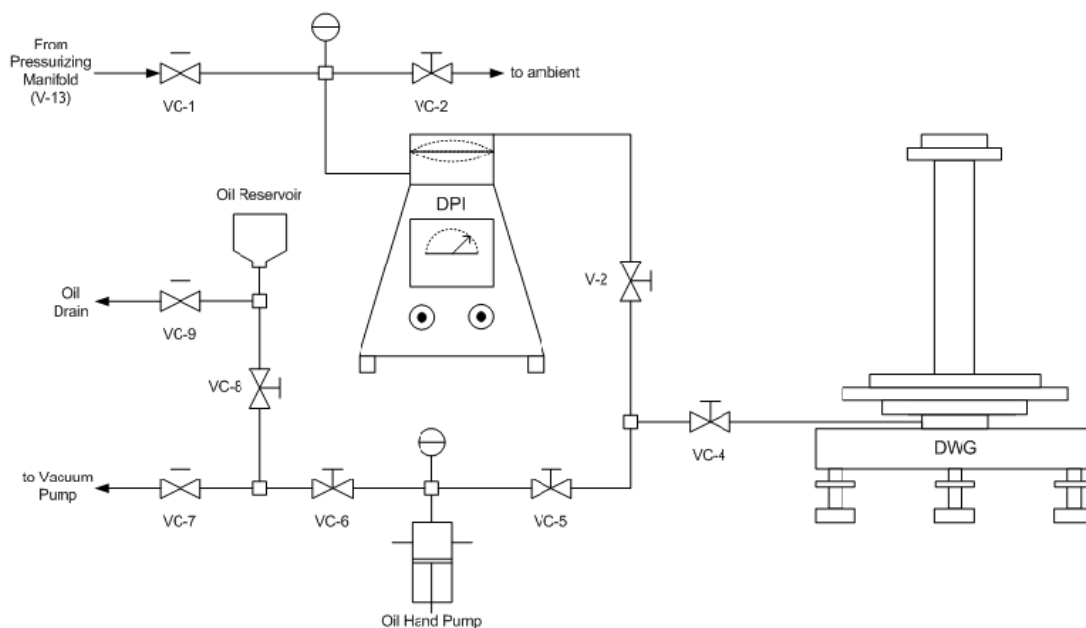 From
Pressurizing
Manifold
(V-13)
VC-1
VC-2
to ambient
Oil Reservoir
DPI
V-2
Oil
Drain
VC-9
VC-8
VC-4
DWG
to Vacuum
Pump
VC-7
VC-6
VC-5
Oil Hand Pump